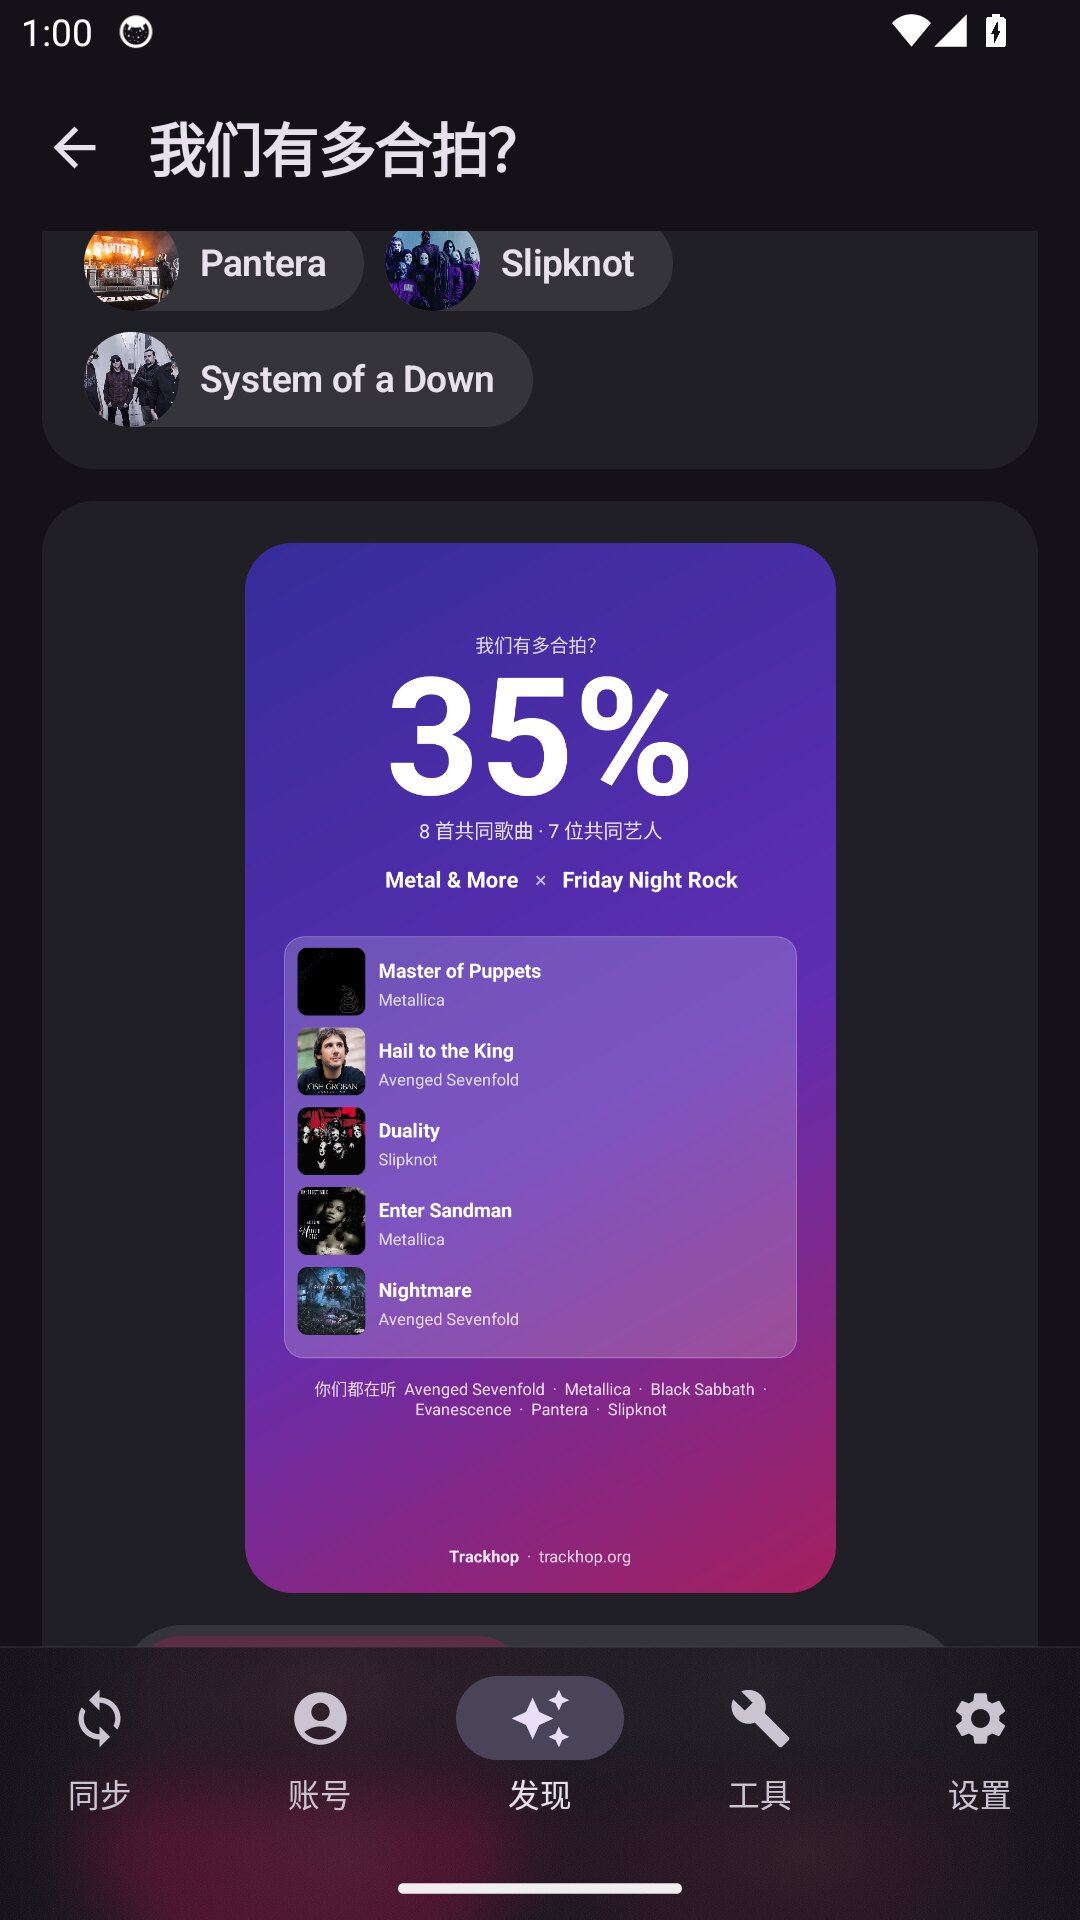 1:00
我们有多合拍?
Pantera
Slipknot
System of a Down
我们有多合拍?
35%
8 首共同歌曲 · 7 位共同艺人
Metal & More × Friday Night Rock
Master of Puppets
Metallica
Hail to the King
Avenged Sevenfold
JOSH GROBAN
Duality
Slipknot
Enter Sandman
Metallica
Nightmare
Avenged Sevenfold
你们都在听 Avenged Sevenfold · Metallica · Black Sabbath ·
Evanescence · Pantera · Slipknot
Trackhop · trackhop.org
同步
账号
发现
工具
设置